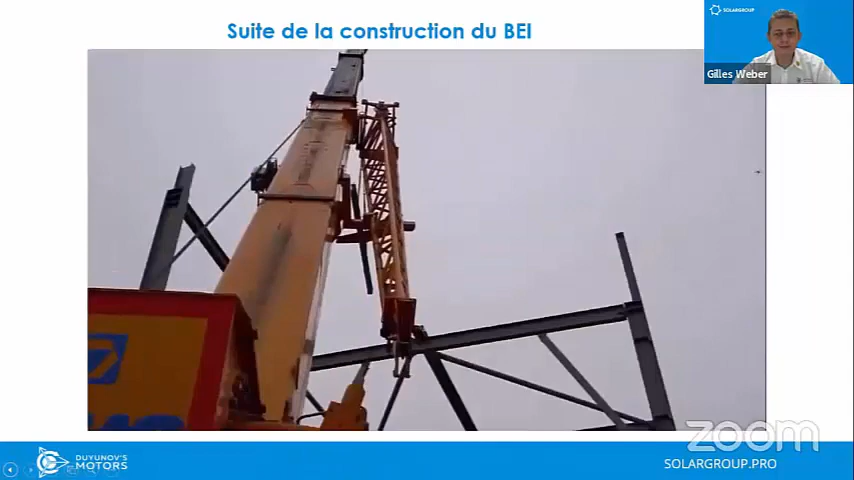 Suite de la construction du BEI
SOLARGROUP
Gilles Weber
zoom
DUYUNOV'S
MOTORS
SOLARGROUP.PRO